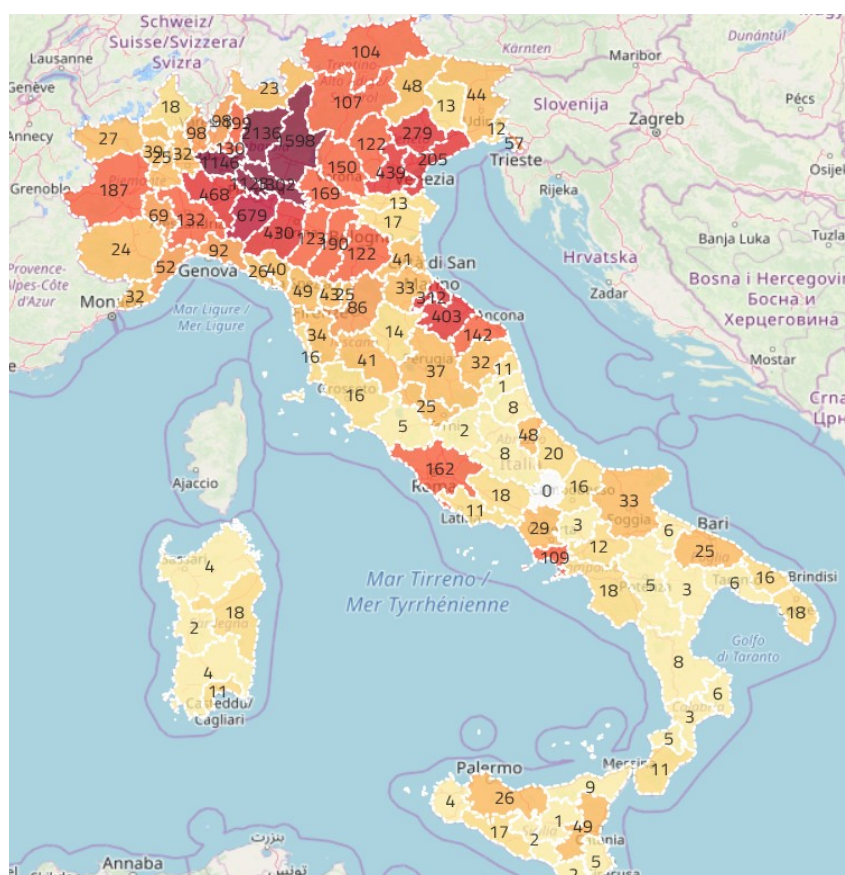 Schweiz/
Suisse/Svizzera/
Svizra
Lausanne
Genève
Annecy
Grenoble
Kärnten
Maribor
Dunántúl
Pécs
Slovenija
Zagreb
Osijek
Rijeka
Trieste
Banja Luka
Tuzla
Hrvatska
Zadar
Bosna i Hercegovina
Босна и
Херцеговина
Mostar
Provence-
Alpes-Côte
d'Azur
Genova
Mar Ligure /
Mer Ligure
Ajaccio
Mar Tirreno /
Mer Tyrrhénienne
Bari
Brindisi
Golfo
di Taranto
Palermo
Cagliari
Annaba
بنزرت
104
107
23
18
48
44
13
12
57
27
98
2136
1598
122
279
205
439
39
32
130
1146
150
187
468
169
13
17
69
132
679
430
123
190
122
24
92
52
32
26
40
41
49
43
25
86
33
312
403
142
34
14
16
41
37
32
11
1
16
25
8
5
2
48
8
20
162
0
16
33
18
11
29
3
6
12
25
109
18
5
3
6
16
18
4
18
2
4
11
8
6
3
5
11
9
4
26
1
49
17
2
5
2